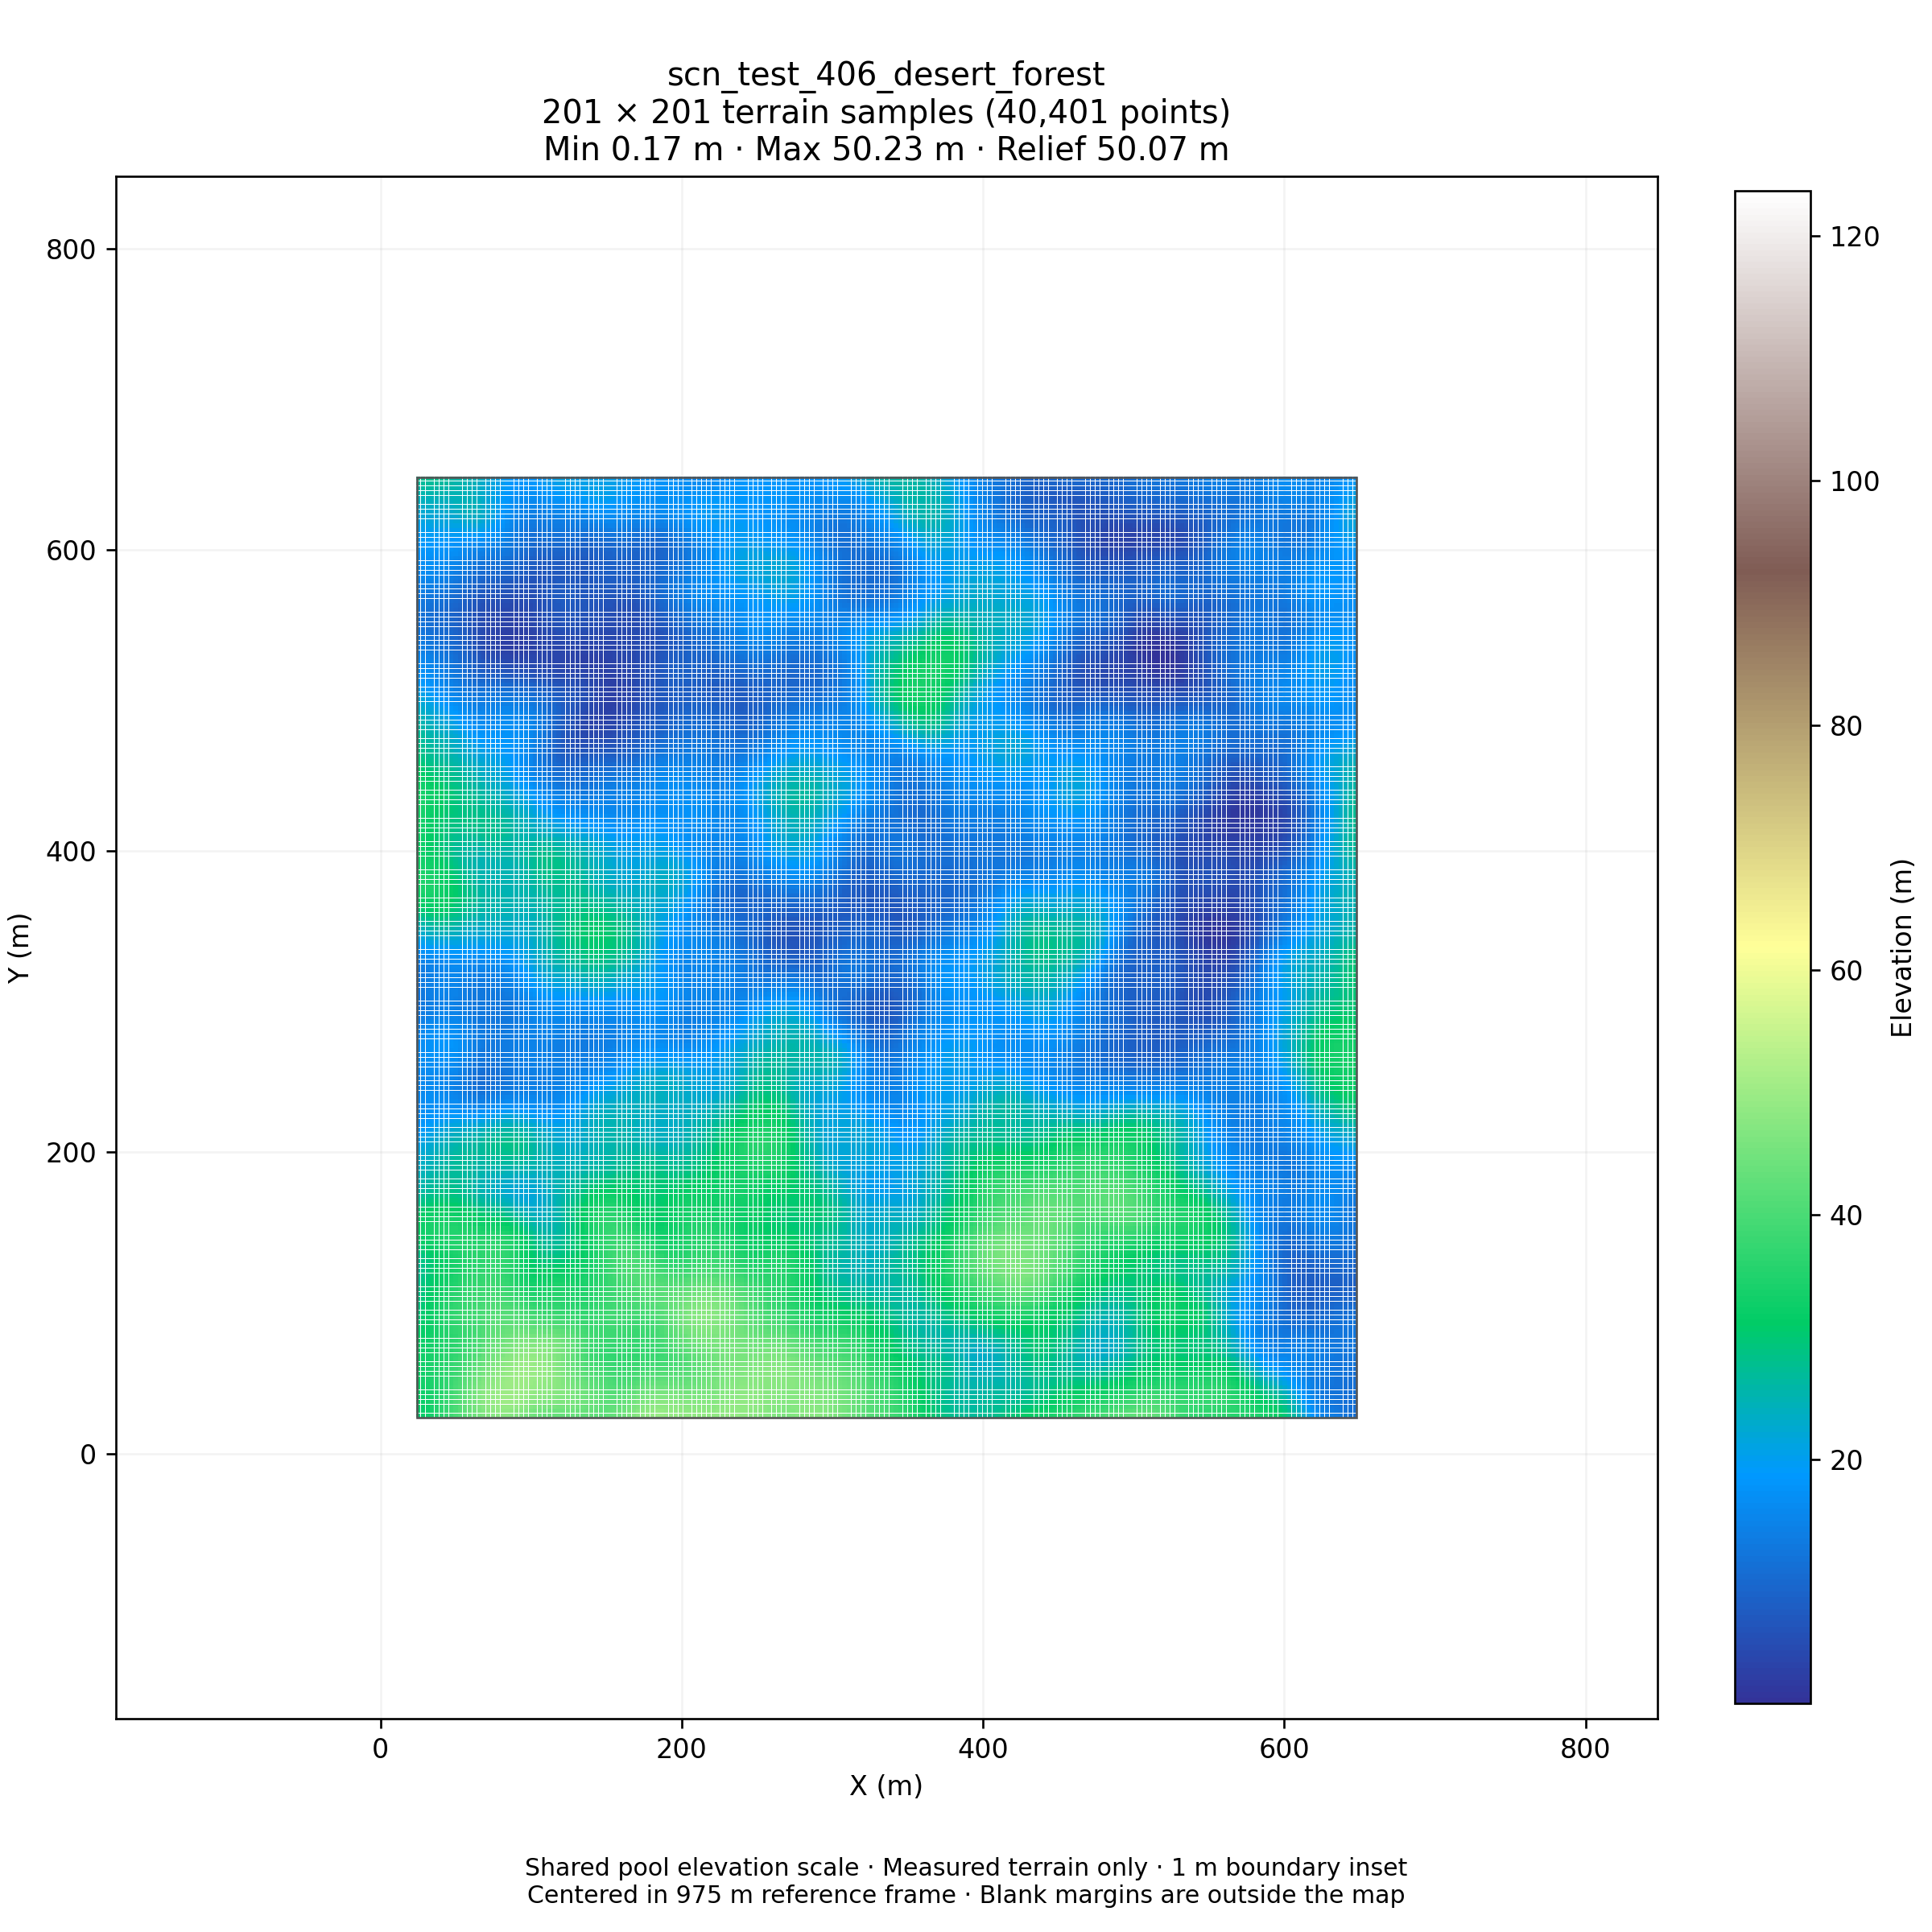 scn_test_406_desert_forest
201 × 201 terrain samples (40,401 points)
Min 0.17 m · Max 50.23 m · Relief 50.07 m
800
600
400
200
0
Y (m)
0
200
400
600
800
X (m)
120
100
80
60
40
20
Elevation (m)
Shared pool elevation scale · Measured terrain only · 1 m boundary inset
Centered in 975 m reference frame · Blank margins are outside the map